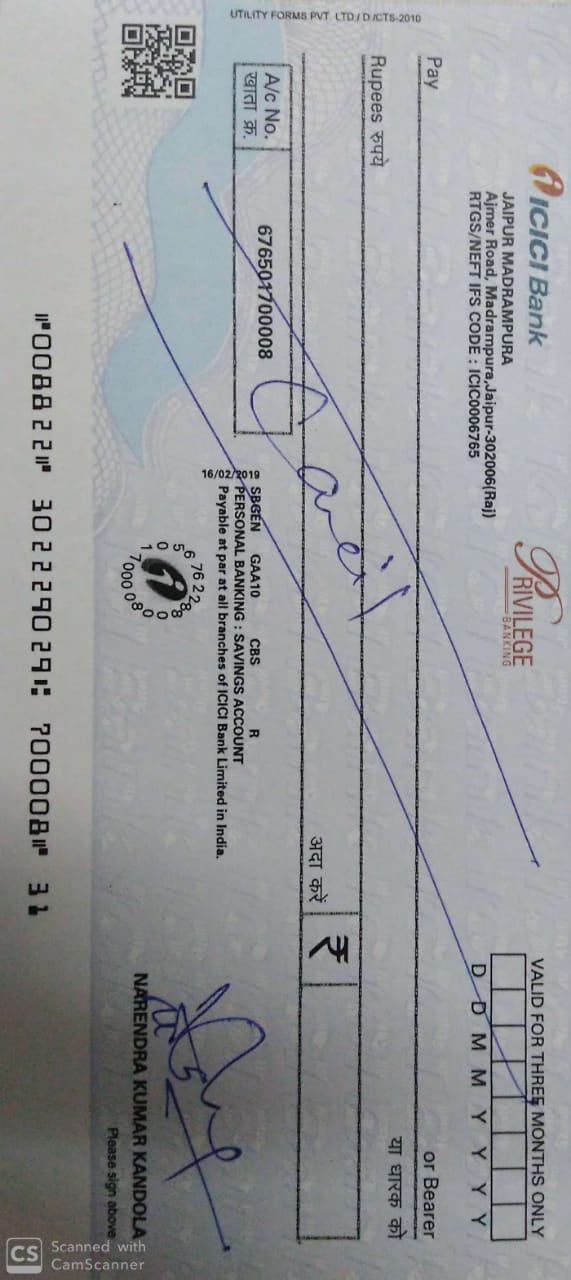 ICICI Bank
JAIPUR MADRAMPURA
Ajmer Road, Madrampura,Jaipur-302006(Raj)
RTGS/NEFT IFS CODE : ICIC0006765
PRIVILEGE
BANKING
VALID FOR THREE MONTHS ONLY
D D M M Y Y Y Y
Pay
or Bearer
Rupees रुपये
या धारक को
अदा करें
₹
A/c No.
खाता क्र.
676501700008
Cancel
SBGEN GAA10 CBS R
16/02/2019
PERSONAL BANKING : SAVINGS ACCOUNT
Payable at par at all branches of ICICI Bank Limited in India.
NARENDRA KUMAR KANDOLA
Please sign above
UTILITY FORMS PVT. LTD / D /CTS-2010
⑈008822⑈ 302229029⑆ 700008⑈ 31
CS
Scanned with
CamScanner